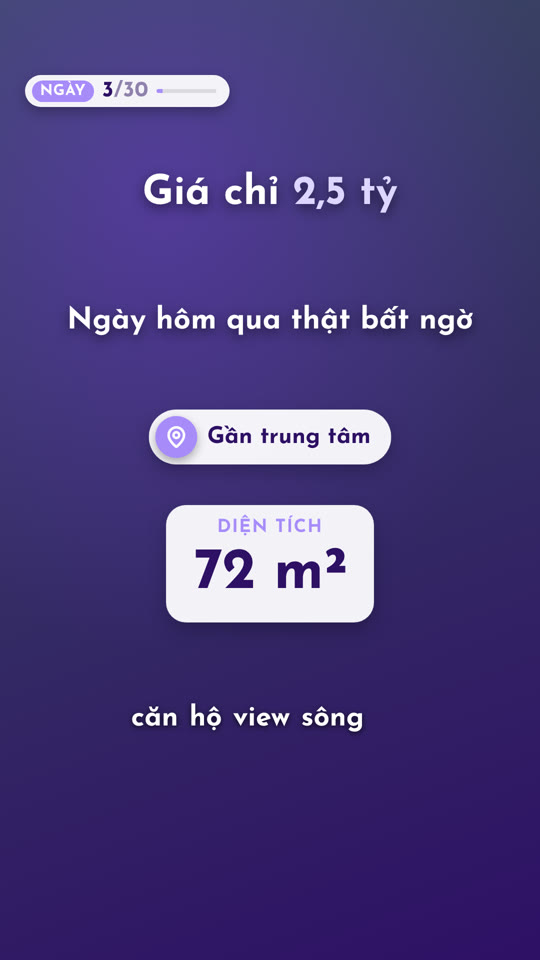 NGÀY 3/30
Giá chỉ 2,5 tỷ
Ngày hôm qua thật bất ngờ
Gần trung tâm
DIỆN TÍCH
72 m²
căn hộ view sông